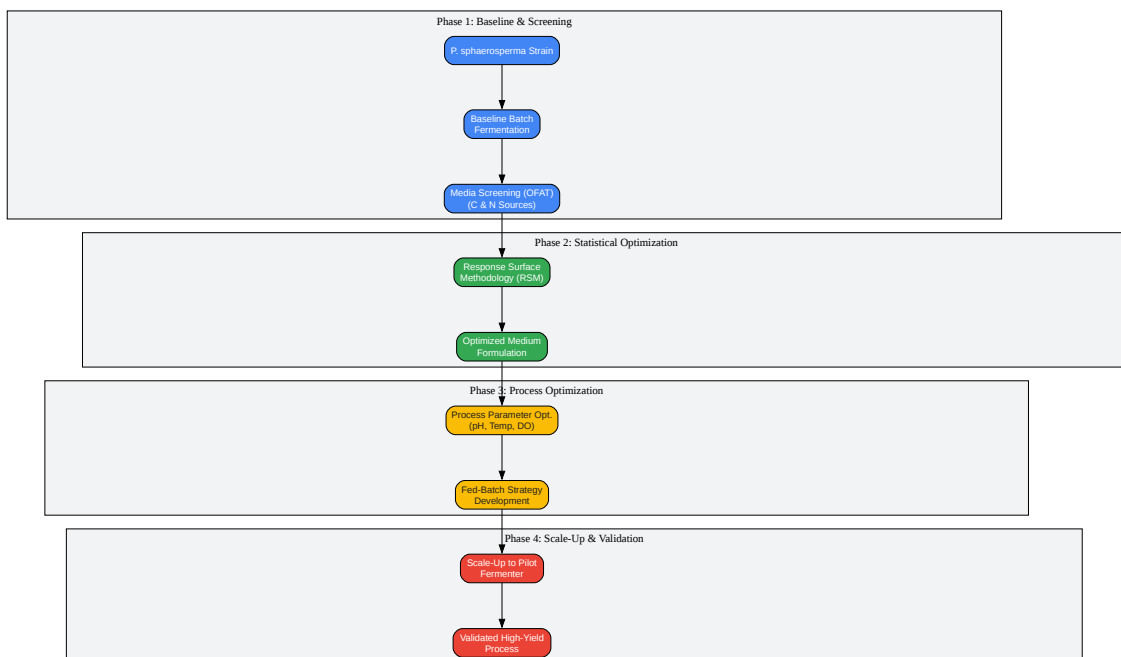 Phase 1: Baseline & Screening
P. sphaerosperma Strain
Baseline Batch
Fermentation
Media Screening (OFAT)
(C & N Sources)
Phase 2: Statistical Optimization
Response Surface
Methodology (RSM)
Optimized Medium
Formulation
Phase 3: Process Optimization
Process Parameter Opt.
(pH, Temp, DO)
Fed-Batch Strategy
Development
Phase 4: Scale-Up & Validation
Scale-Up to Pilot
Fermenter
Validated High-Yield
Process